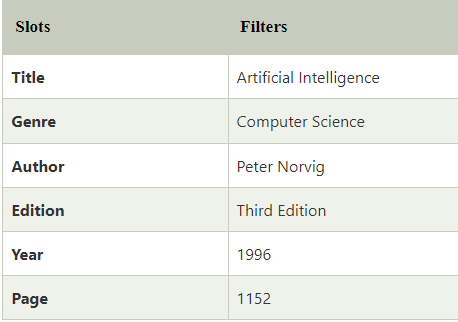 Slots Filters
Title Artificial Intelligence
Genre Computer Science
Author Peter Norvig
Edition Third Edition
Year 1996
Page 1152